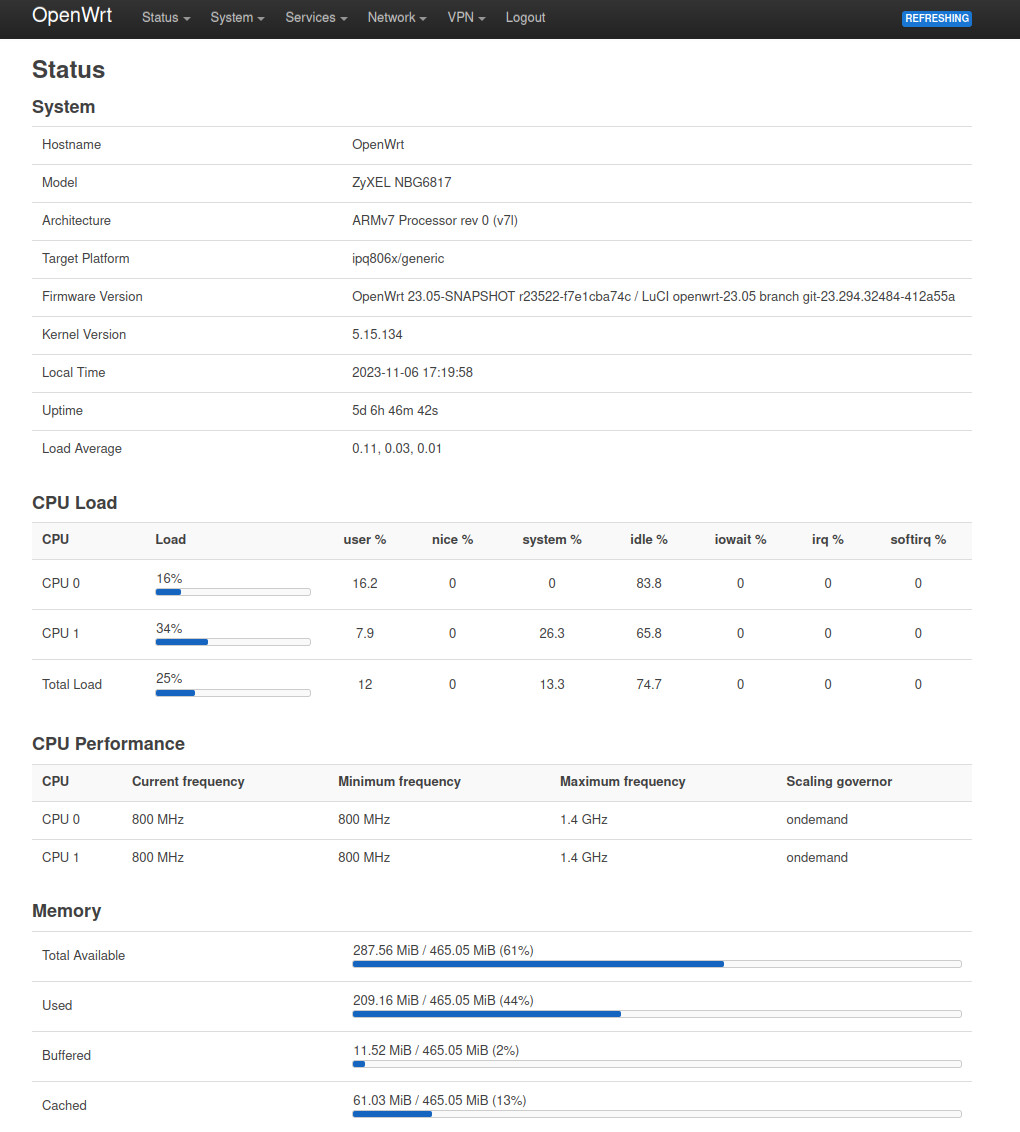 OpenWrt Status System Services Network VPN Logout REFRESHING
Status
System
Hostname OpenWrt
Model ZyXEL NBG6817
Architecture ARMv7 Processor rev 0 (v7l)
Target Platform ipq806x/generic
Firmware Version OpenWrt 23.05-SNAPSHOT r23522-f7e1cba74c / LuCI openwrt-23.05 branch git-23.294.32484-412a55a
Kernel Version 5.15.134
Local Time 2023-11-06 17:19:58
Uptime 5d 6h 46m 42s
Load Average 0.11, 0.03, 0.01
CPU Load
CPU Load user % nice % system % idle % iowait % irq % softirq %
CPU 0 16% 16.2 0 0 83.8 0 0 0
CPU 1 34% 7.9 0 26.3 65.8 0 0 0
Total Load 25% 12 0 13.3 74.7 0 0 0
CPU Performance
CPU Current frequency Minimum frequency Maximum frequency Scaling governor
CPU 0 800 MHz 800 MHz 1.4 GHz ondemand
CPU 1 800 MHz 800 MHz 1.4 GHz ondemand
Memory
Total Available 287.56 MiB / 465.05 MiB (61%)
Used 209.16 MiB / 465.05 MiB (44%)
Buffered 11.52 MiB / 465.05 MiB (2%)
Cached 61.03 MiB / 465.05 MiB (13%)